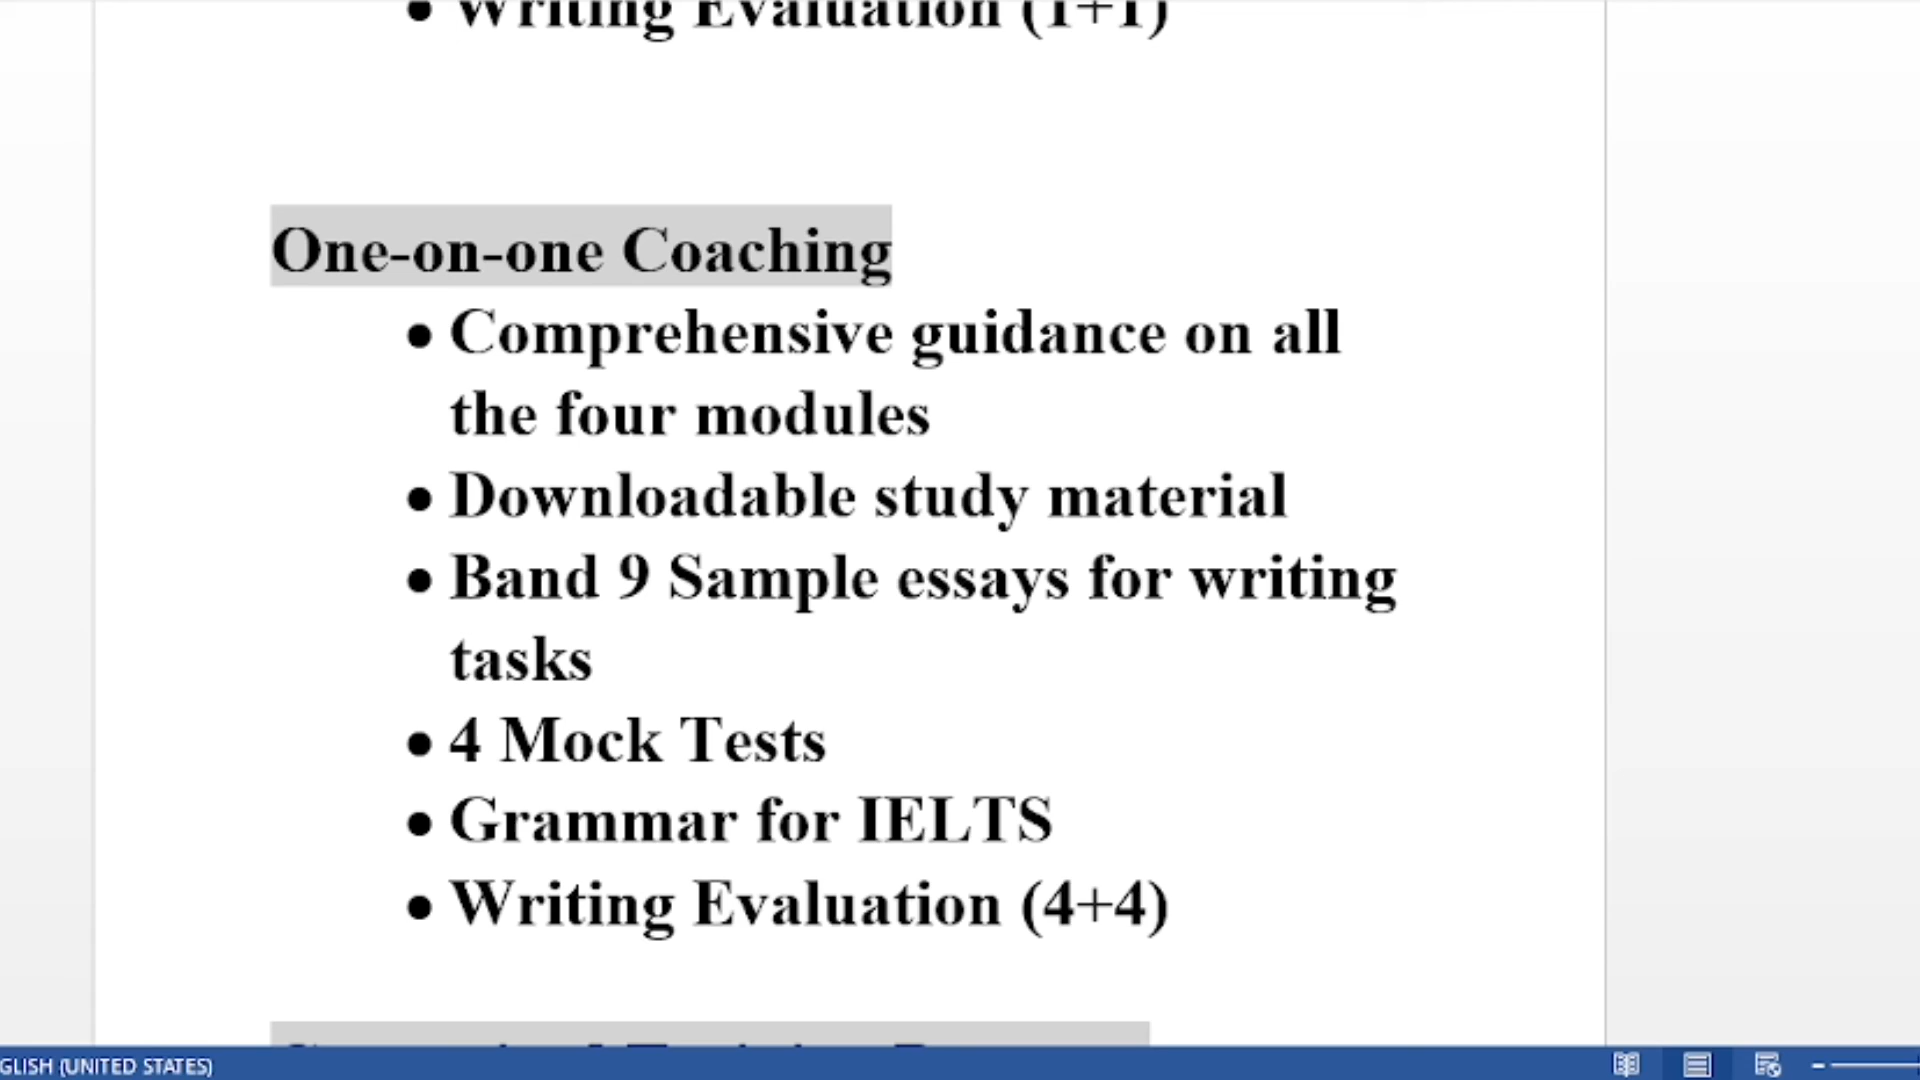 • Writing Evaluation (1+1)
One-on-one Coaching
• Comprehensive guidance on all
the four modules
• Downloadable study material
• Band 9 Sample essays for writing
tasks
• 4 Mock Tests
• Grammar for IELTS
• Writing Evaluation (4+4)
GLISH (UNITED STATES)